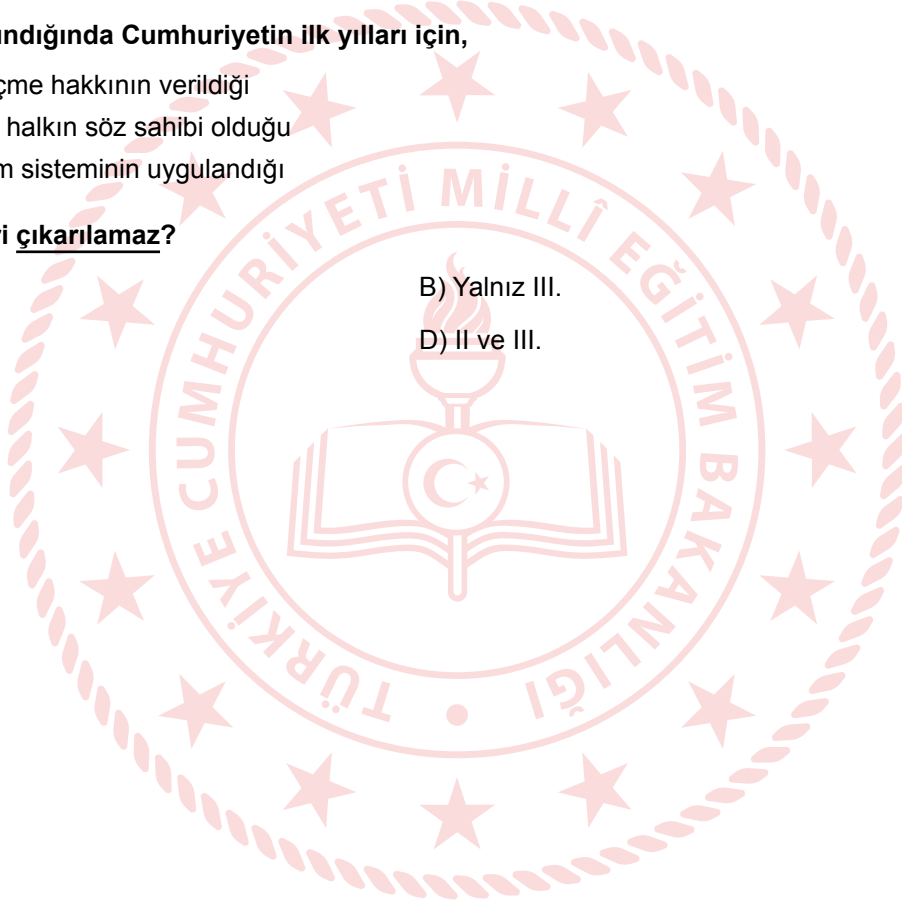 ındığında Cumhuriyetin ilk yılları için,
çme hakkının verildiği
halkın söz sahibi olduğu
m sisteminin uygulandığı
i çıkarılamaz?
B) Yalnız III.
D) II ve III.
TÜRKİYE CUMHURİYETİ MİLLÎ EĞİTİM BAKANLIĞI